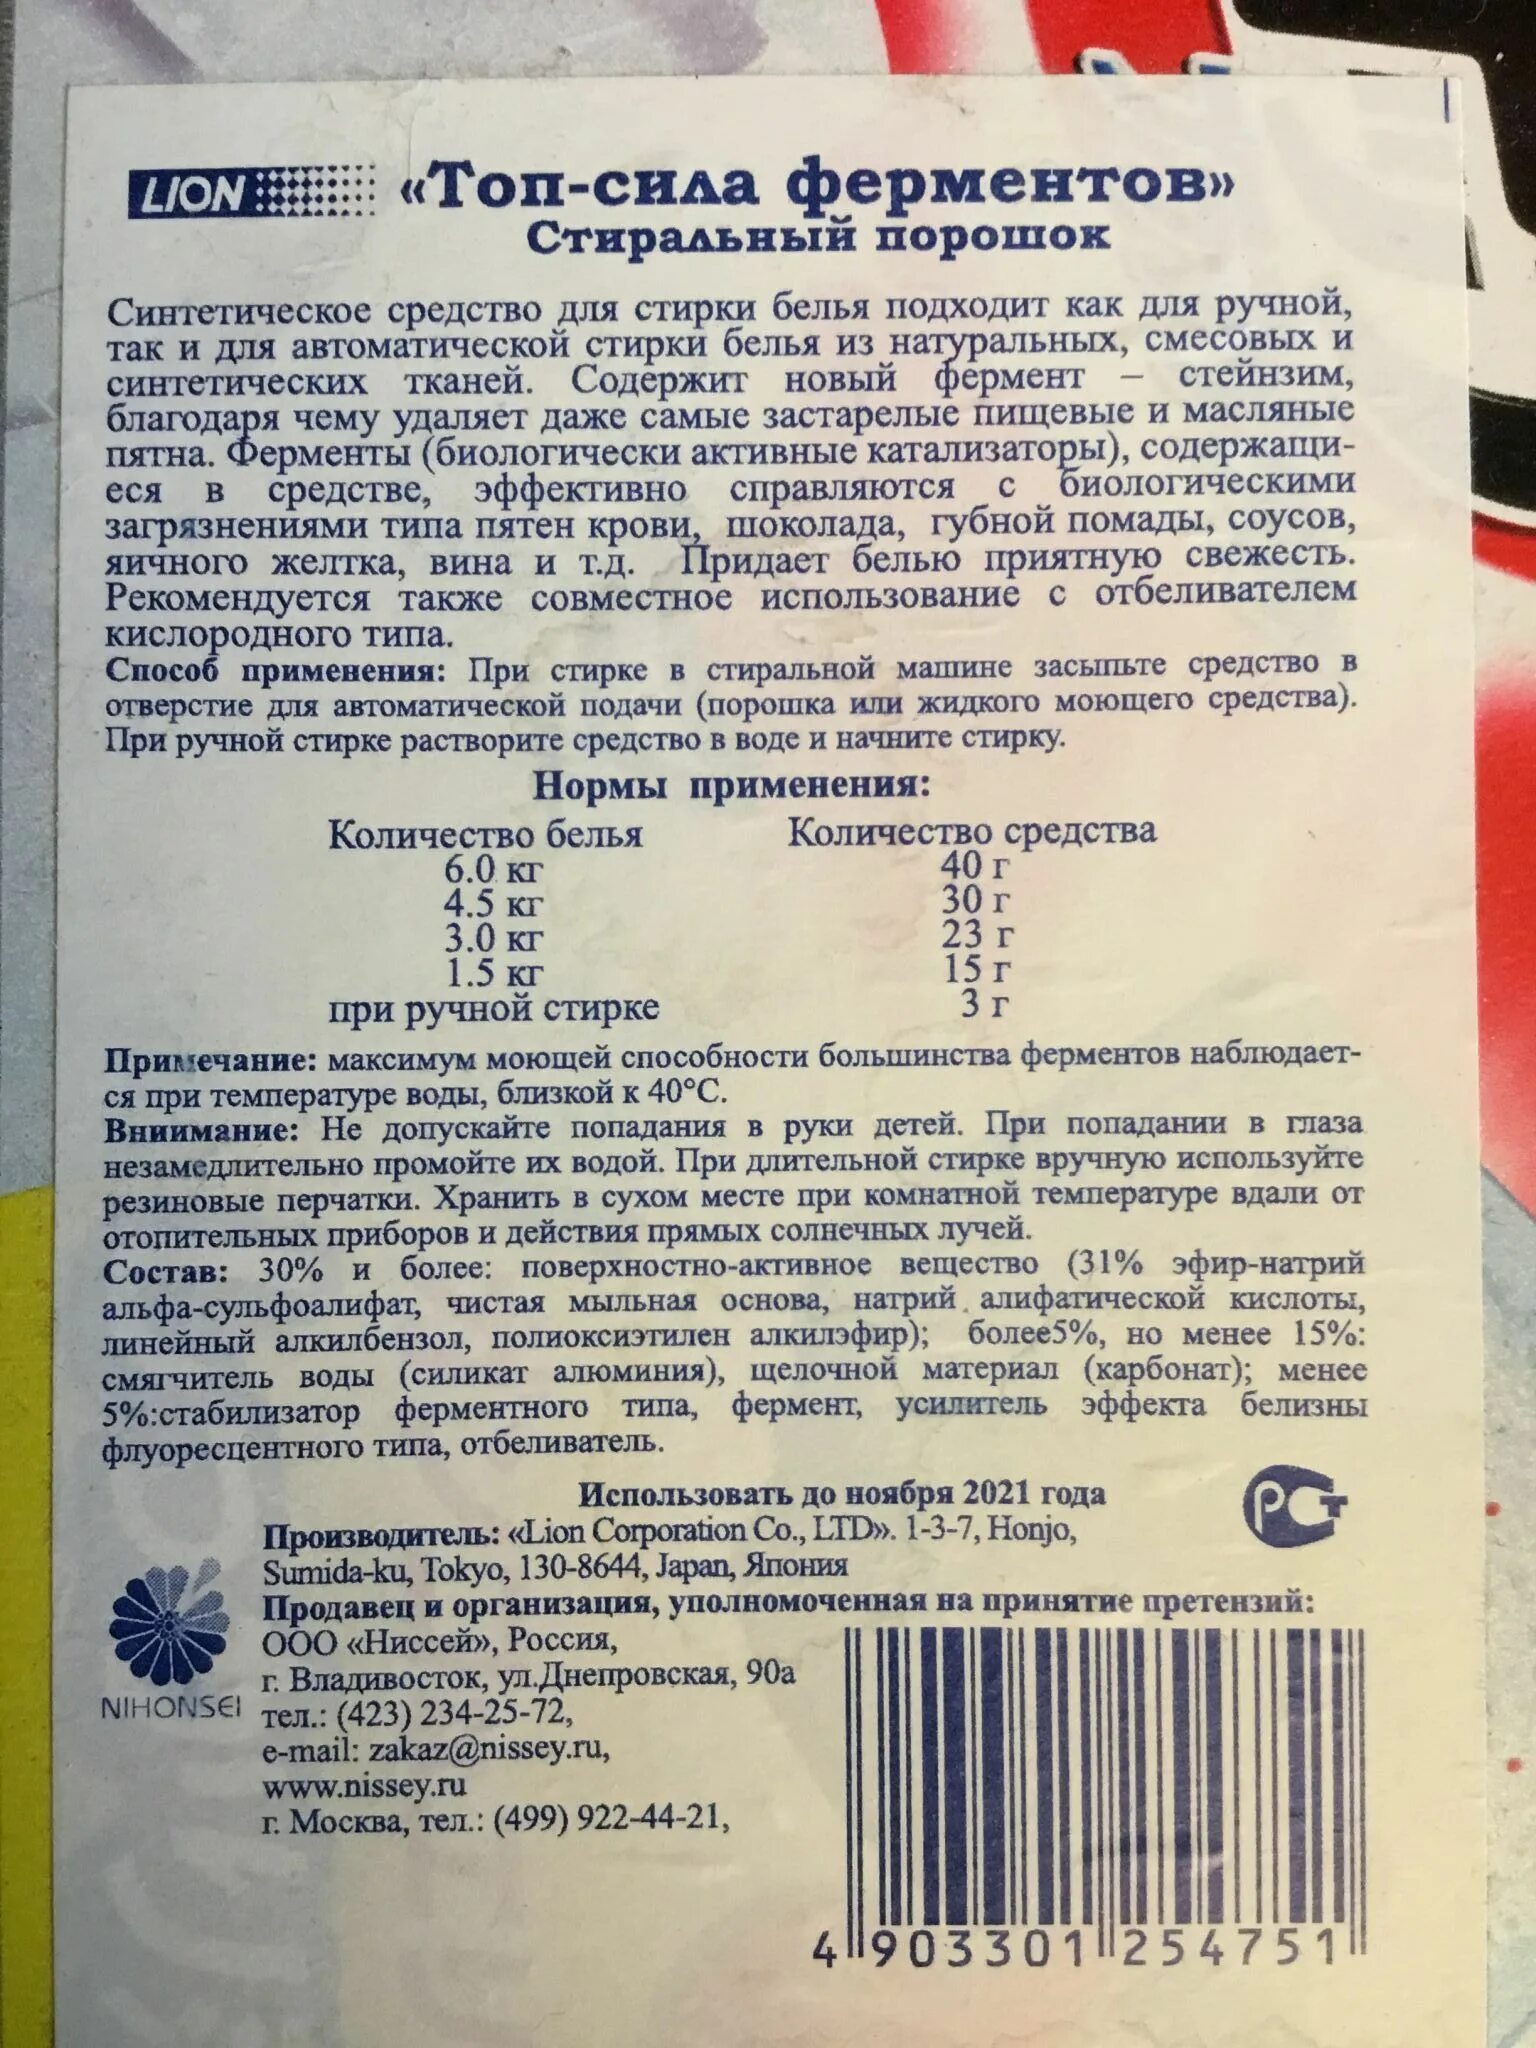 LION «Топ-сила ферментов»
Стиральный порошок
Синтетическое средство для стирки белья подходит как для ручной,
так и для автоматической стирки белья из натуральных, смесовых и
синтетических тканей. Содержит новый фермент – стейнзим,
благодаря чему удаляет даже самые застарелые пищевые и масляные
пятна. Ферменты (биологически активные катализаторы), содержащи-
еся в средстве, эффективно справляются с биологическими
загрязнениями типа пятен крови, шоколада, губной помады, соусов,
яичного желтка, вина и т.д. Придает белью приятную свежесть.
Рекомендуется также совместное использование с отбеливателем
кислородного типа.
Способ применения: При стирке в стиральной машине засыпьте средство в
отверстие для автоматической подачи (порошка или жидкого моющего средства).
При ручной стирке растворите средство в воде и начните стирку.
Нормы применения:
Количество белья Количество средства
6.0 кг 40 г
4.5 кг 30 г
3.0 кг 23 г
1.5 кг 15 г
при ручной стирке 3 г
Примечание: максимум моющей способности большинства ферментов наблюдает-
ся при температуре воды, близкой к 40°С.
Внимание: Не допускайте попадания в руки детей. При попадании в глаза
незамедлительно промойте их водой. При длительной стирке вручную используйте
резиновые перчатки. Хранить в сухом месте при комнатной температуре вдали от
отопительных приборов и действия прямых солнечных лучей.
Состав: 30% и более: поверхностно-активное вещество (31% эфир-натрий
альфа-сульфоалифат, чистая мыльная основа, натрий алифатической кислоты,
линейный алкилбензол, полиоксиэтилен алкилэфир); более5%, но менее 15%:
смягчитель воды (силикат алюминия), щелочной материал (карбонат); менее
5%:стабилизатор ферментного типа, фермент, усилитель эффекта белизны
флуоресцентного типа, отбеливатель.
Использовать до ноября 2021 года
РСТ
Производитель: «Lion Corporation Co., LTD». 1-3-7, Honjo,
Sumida-ku, Tokyo, 130-8644, Japan, Япония
Продавец и организация, уполномоченная на принятие претензий:
ООО «Ниссей», Россия,
г. Владивосток, ул.Днепровская, 90а
NIHONSEI
тел.: (423) 234-25-72,
e-mail: zakaz@nissey.ru,
www.nissey.ru
г. Москва, тел.: (499) 922-44-21,
4 903301 254751